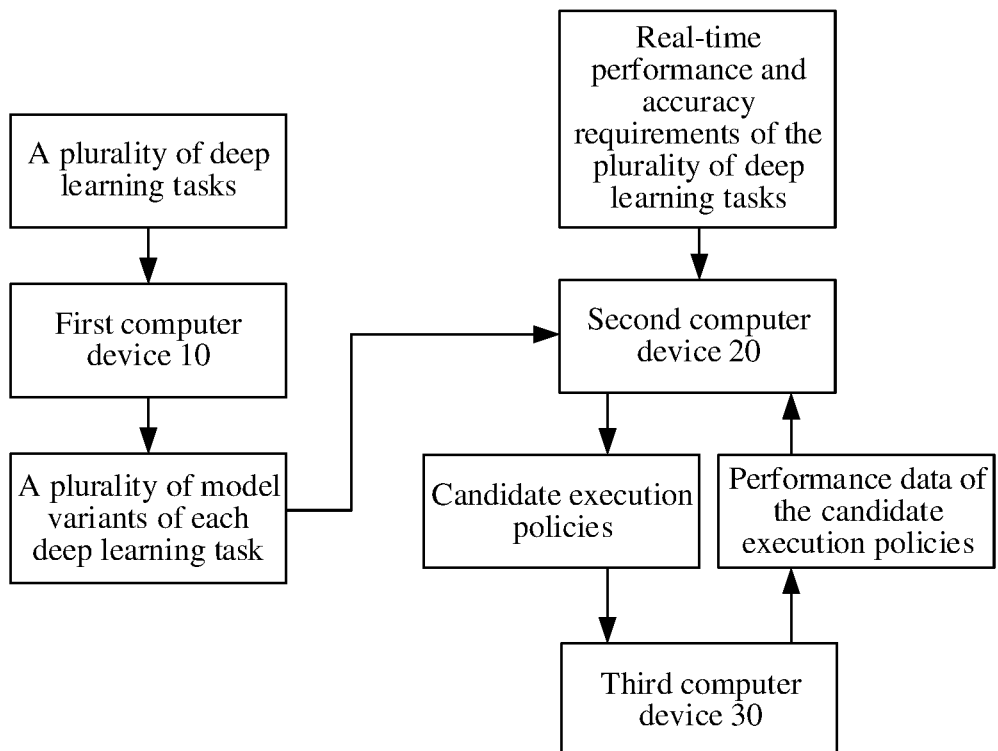 A plurality of deep
learning tasks
First computer
device 10
A plurality of model
variants of each
deep learning task
Real-time
performance and
accuracy
requirements of the
plurality of deep
learning tasks
Second computer
device 20
Candidate execution
policies
Performance data of
the candidate
execution policies
Third computer
device 30